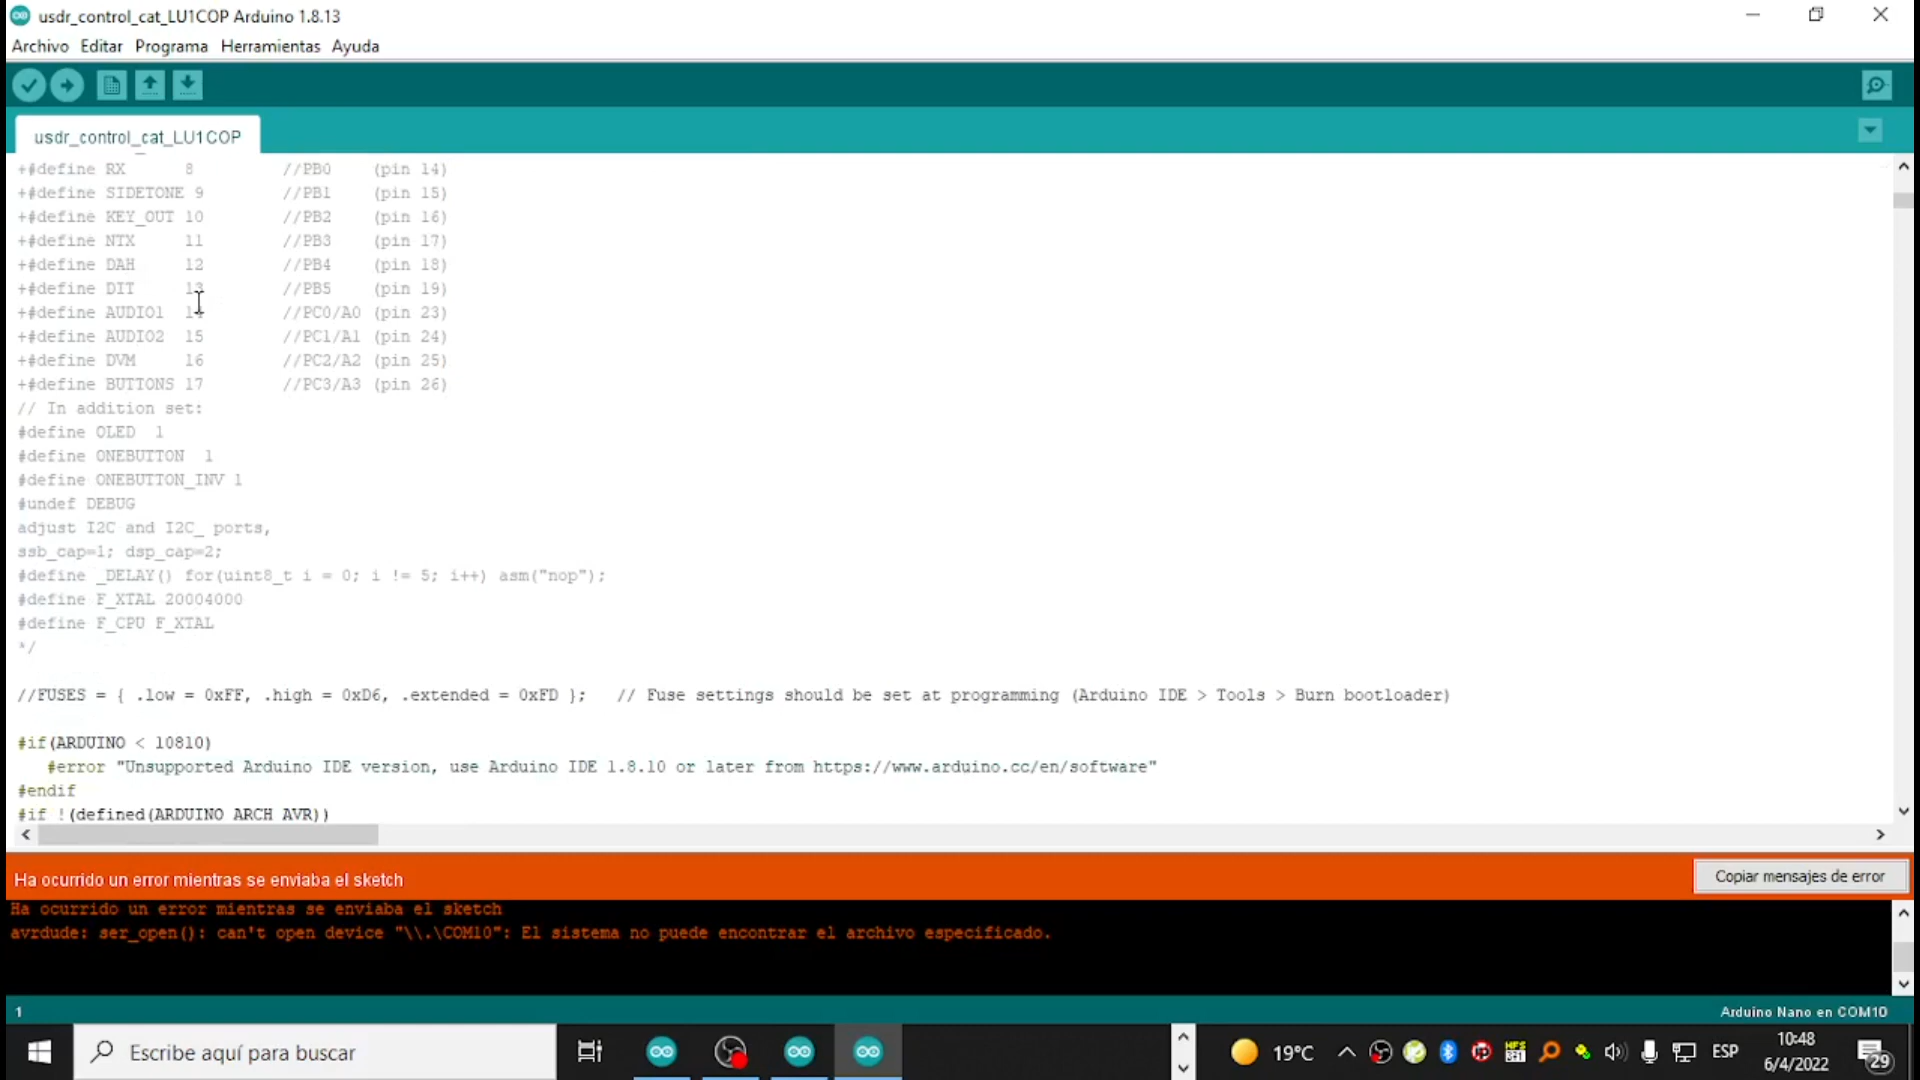 usdr_control_cat_LU1COP Arduino 1.8.13
Archivo Editar Programa Herramientas Ayuda
usdr_control_cat_LU1COP
+#define RX      8         //PB0    (pin 14)
+#define SIDETONE 9        //PB1    (pin 15)
+#define KEY_OUT 10        //PB2    (pin 16)
+#define NTX     11        //PB3    (pin 17)
+#define DAH     12        //PB4    (pin 18)
+#define DIT     13        //PB5    (pin 19)
+#define AUDIO1  14        //PC0/A0 (pin 23)
+#define AUDIO2  15        //PC1/A1 (pin 24)
+#define DVM     16        //PC2/A2 (pin 25)
+#define BUTTONS 17        //PC3/A3 (pin 26)
// In addition set:
#define OLED  1
#define ONEBUTTON  1
#define ONEBUTTON_INV 1
#undef DEBUG
adjust I2C and I2C_ ports,
ssb_cap=1; dsp_cap=2;
#define _DELAY() for(uint8_t i = 0; i != 5; i++) asm("nop");
#define F_XTAL 20004000
#define F_CPU F_XTAL
*/
//FUSES = { .low = 0xFF, .high = 0xD6, .extended = 0xFD };   // Fuse settings should be set at programming (Arduino IDE > Tools > Burn bootloader)
#if(ARDUINO < 10810)
#error "Unsupported Arduino IDE version, use Arduino IDE 1.8.10 or later from https://www.arduino.cc/en/software"
#endif
#if !(defined(ARDUINO_ARCH_AVR))
Ha ocurrido un error mientras se enviaba el sketch
Copiar mensajes de error
Ha ocurrido un error mientras se enviaba el sketch
avrdude: ser_open(): can't open device "\\.\COM10": El sistema no puede encontrar el archivo especificado.
1
Arduino Nano en COM10
Escribe aquí para buscar
19°C
ESP
10:48
6/4/2022
29